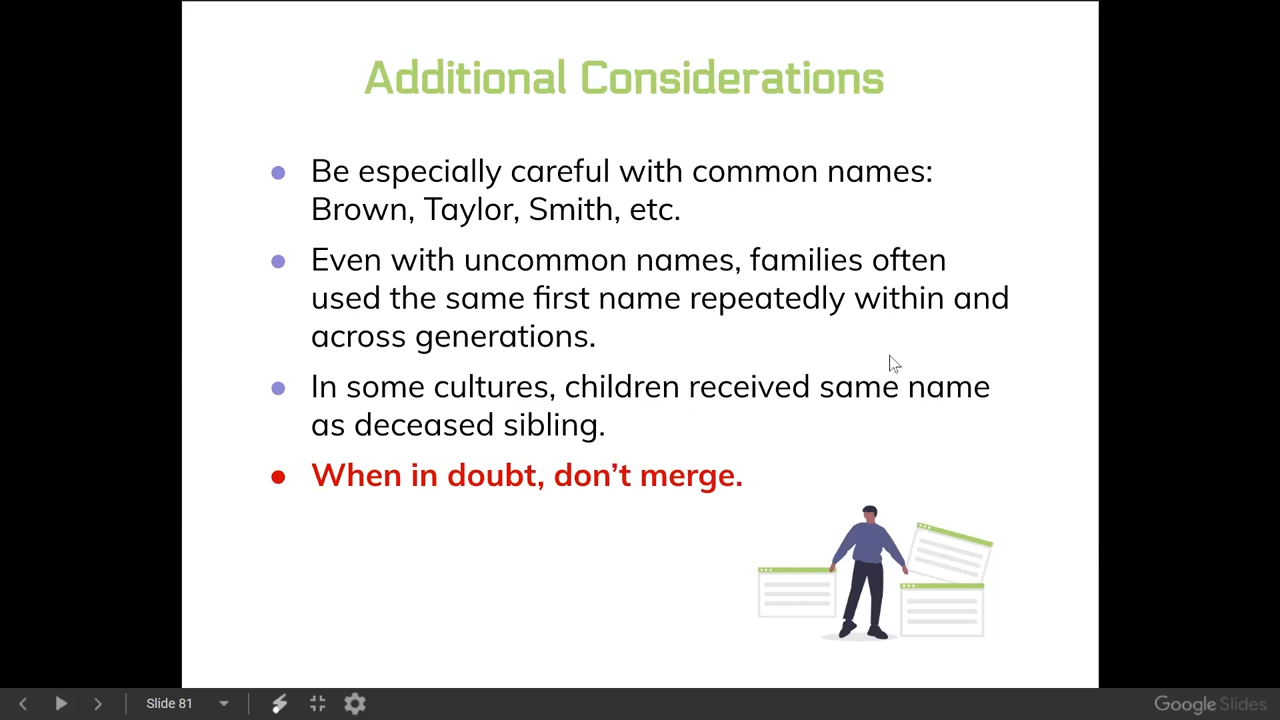 Additional Considerations
● Be especially careful with common names:
Brown, Taylor, Smith, etc.
● Even with uncommon names, families often
used the same first name repeatedly within and
across generations.
● In some cultures, children received same name
as deceased sibling.
● When in doubt, don’t merge.
Slide 81
Google Slides